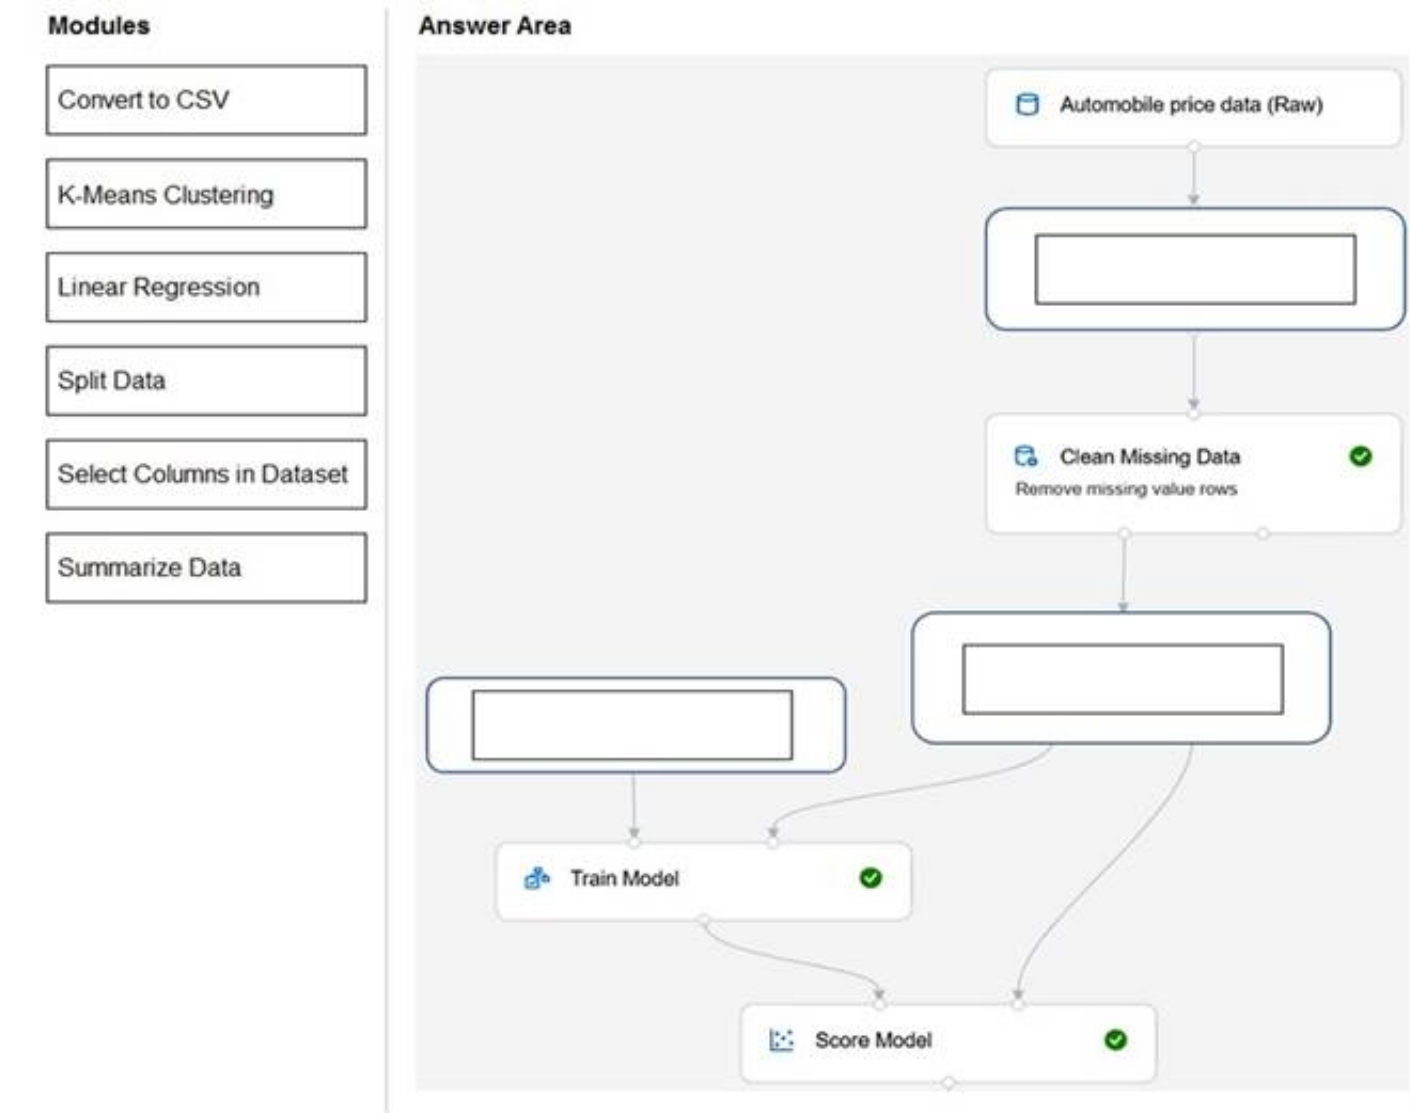 Modules
Convert to CSV
K-Means Clustering
Linear Regression
Split Data
Select Columns in Dataset
Summarize Data
Answer Area
Automobile price data (Raw)
Clean Missing Data
Remove missing value rows
Train Model
Score Model